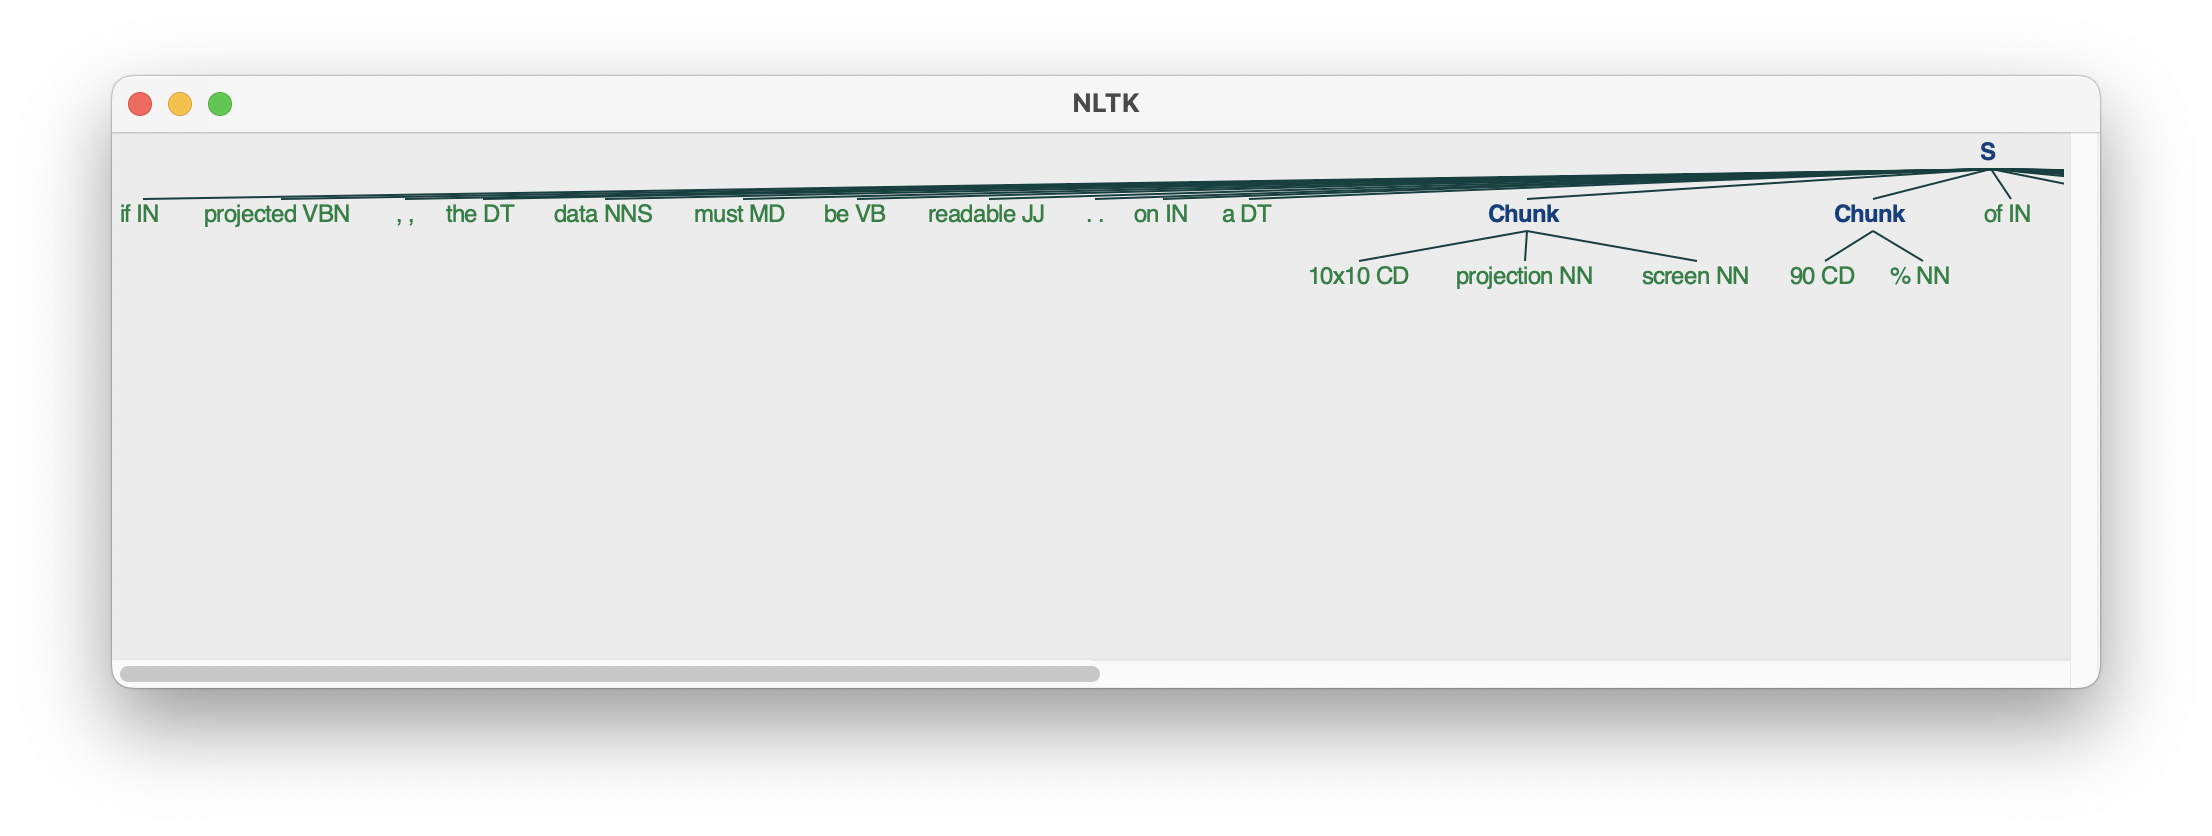 NLTK
S
if IN projected VBN , , the DT data NNS must MD be VB readable JJ . . on IN a DT Chunk Chunk of IN
10x10 CD projection NN screen NN 90 CD % NN